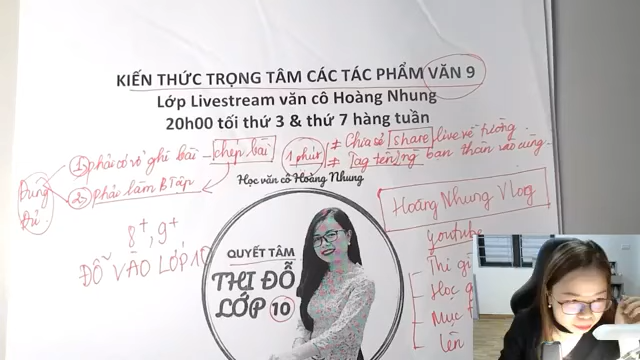 KIẾN THỨC TRỌNG TÂM CÁC TÁC PHẨM VĂN 9
Lớp Livestream văn cô Hoàng Nhung
20h00 tối thứ 3 & thứ 7 hàng tuần
① phải có vở ghi bài - chép bài
② phải làm BTập
1 phút
≠ Chia sẻ share live về tường
≠ Tag tên
bạn thân vào cùng
Học văn cô Hoàng Nhung
8+, 9+
ĐỖ VÀO LỚP 10
QUYẾT TÂM
THI ĐỖ
LỚP 10
Hoàng Nhung Vlog
youtube
Thi
Học
Mục
lên